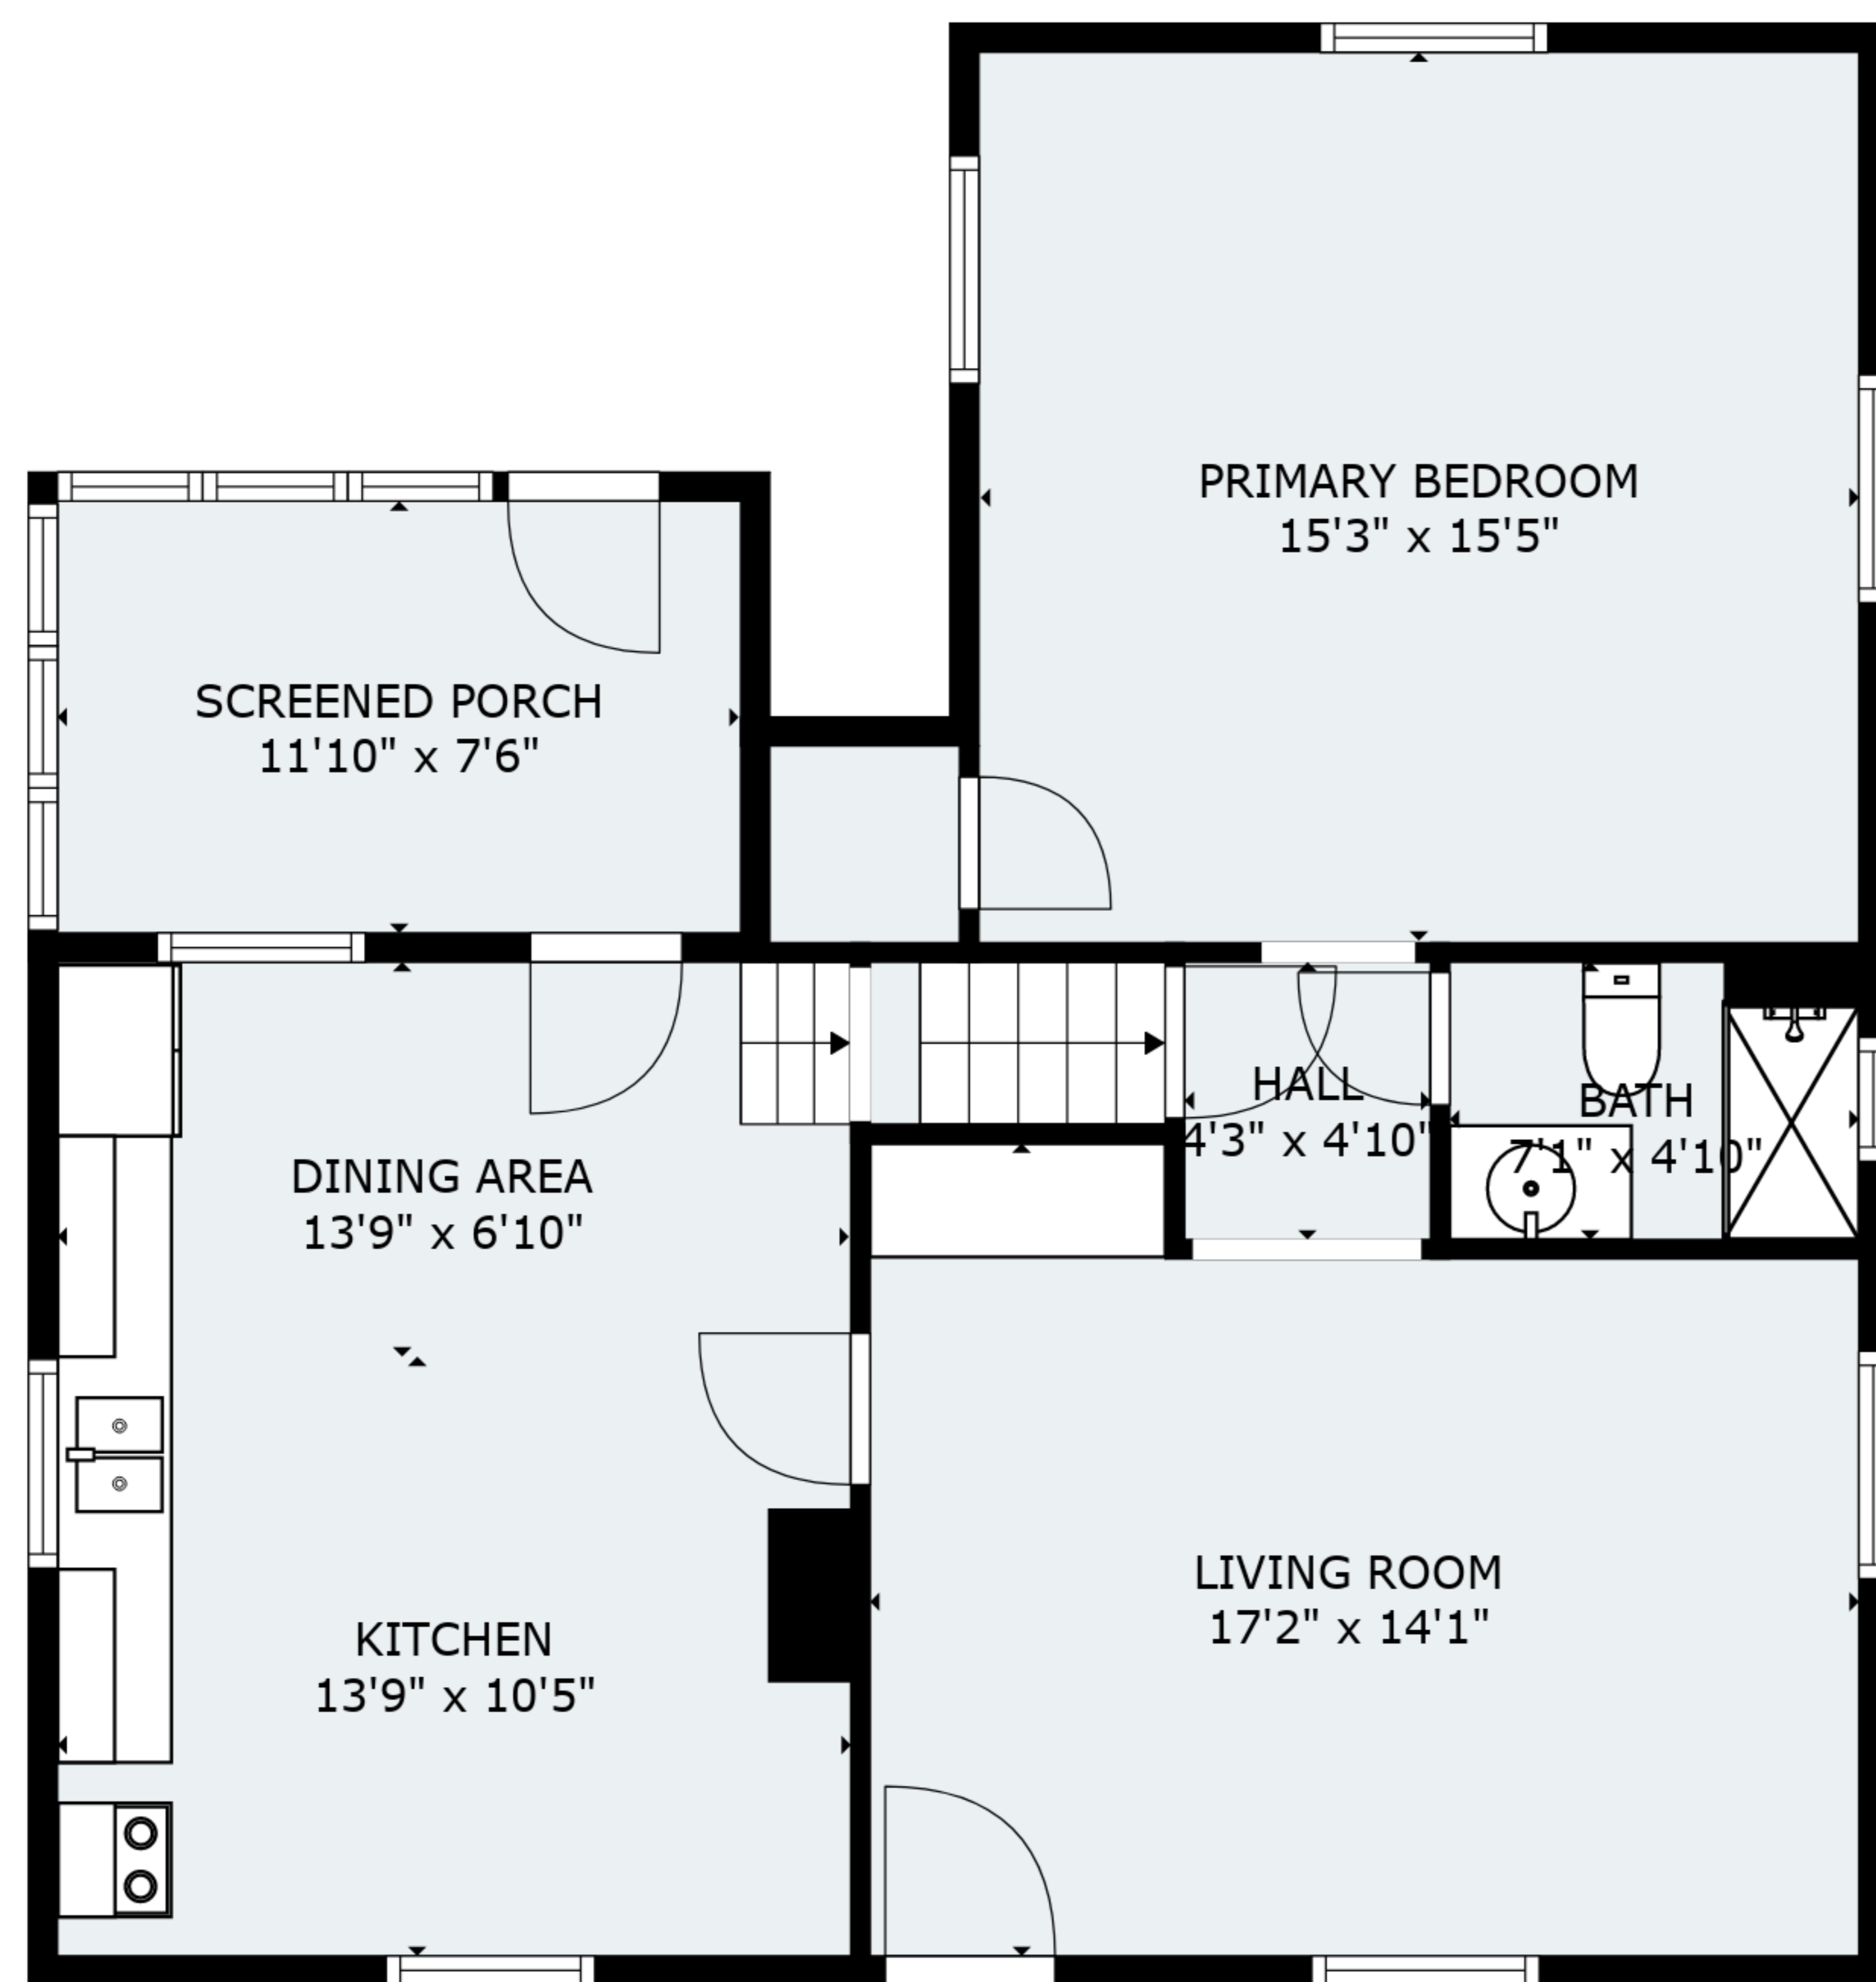 PRIMARY BEDROOM
15'3" x 15'5"
SCREENED PORCH
11'10" x 7'6"
HALL
4'3" x 4'10"
BATH
7'1" x 4'10"
DINING AREA
13'9" x 6'10"
LIVING ROOM
17'2" x 14'1"
KITCHEN
13'9" x 10'5"